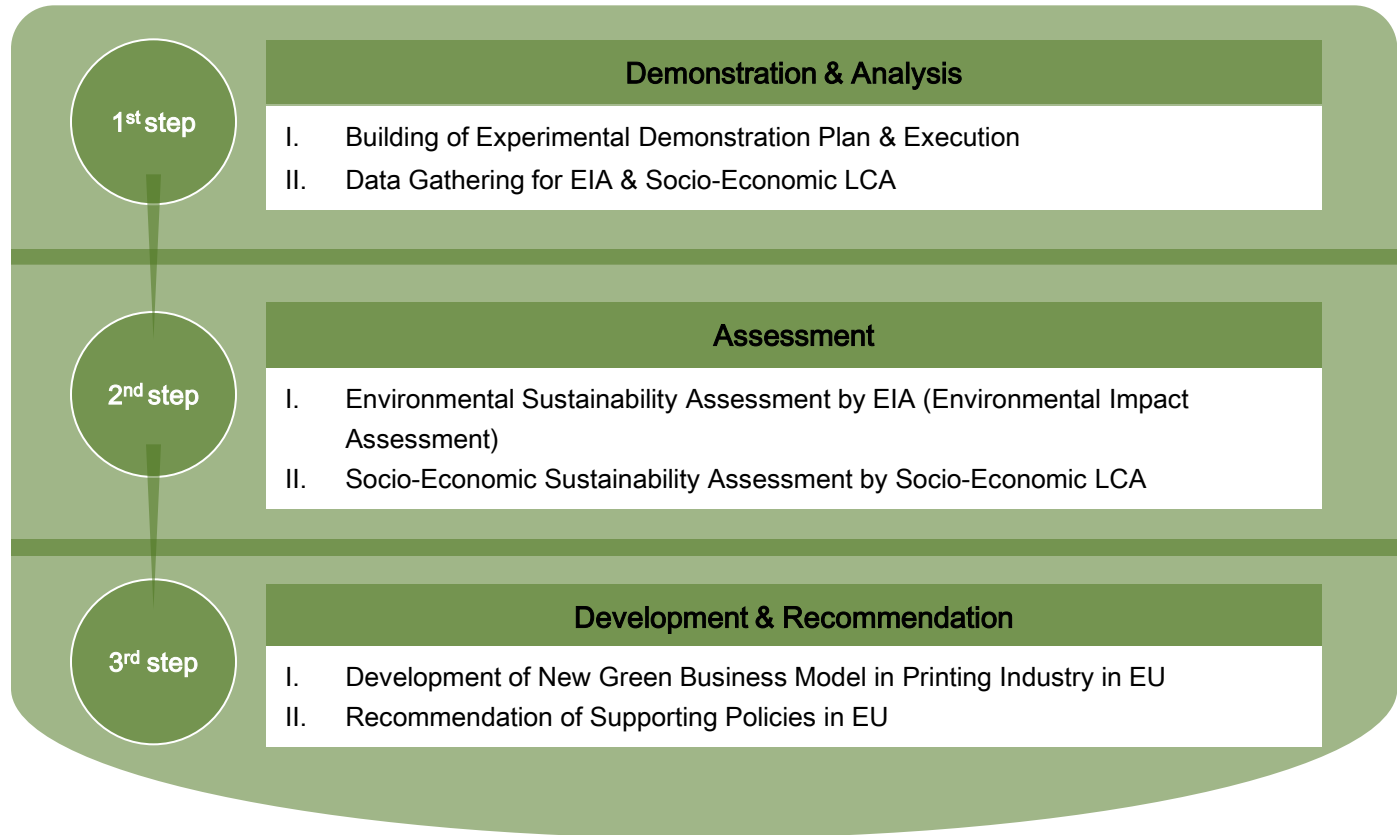 Demonstration & Analysis
1st step
I. Building of Experimental Demonstration Plan & Execution
II. Data Gathering for EIA & Socio-Economic LCA
Assessment
2nd step
I. Environmental Sustainability Assessment by EIA (Environmental Impact
Assessment)
II. Socio-Economic Sustainability Assessment by Socio-Economic LCA
Development & Recommendation
3rd step
I. Development of New Green Business Model in Printing Industry in EU
II. Recommendation of Supporting Policies in EU